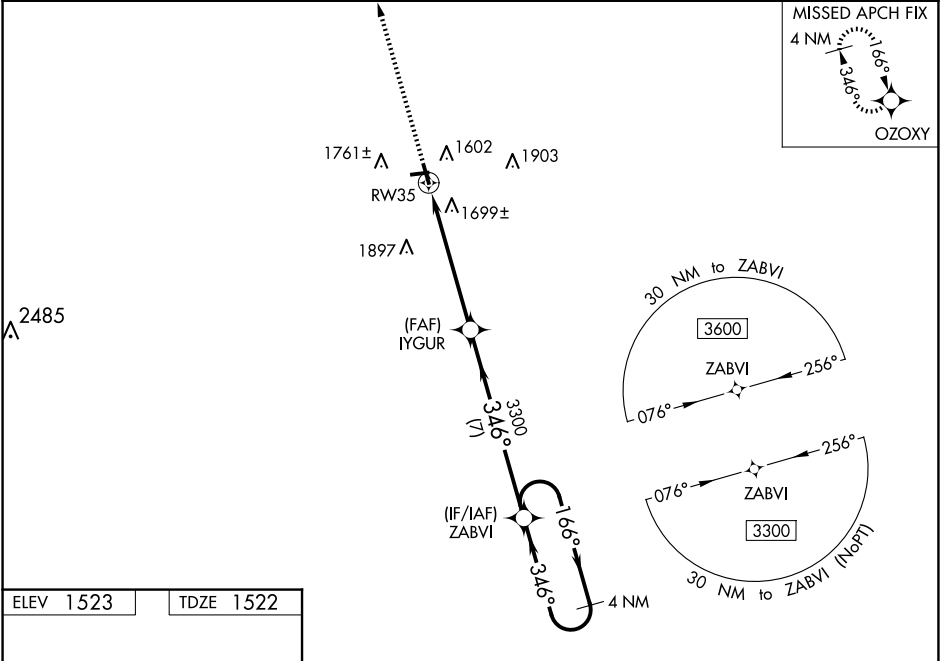 MISSED APCH FIX
4 NM
166°
346°
OZOXY
1761±
1602
1903
RW35
1699±
1897
2485
(FAF)
IYGUR
3300
346°
(7)
(IF/IAF)
ZABVI
166°
346°
4 NM
30 NM to ZABVI
3600
ZABVI
256°
076°
256°
076°
ZABVI
3300
30 NM to ZABVI (NoPT)
ELEV 1523
TDZE 1522